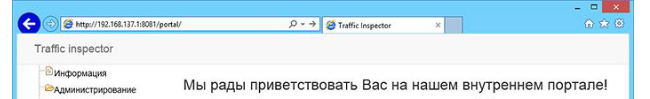 http://192.168.137.1:8081/portal/
Traffic Inspector
Traffic inspector
Информация
Администрирование
Мы рады приветствовать Вас на нашем внутреннем портале!